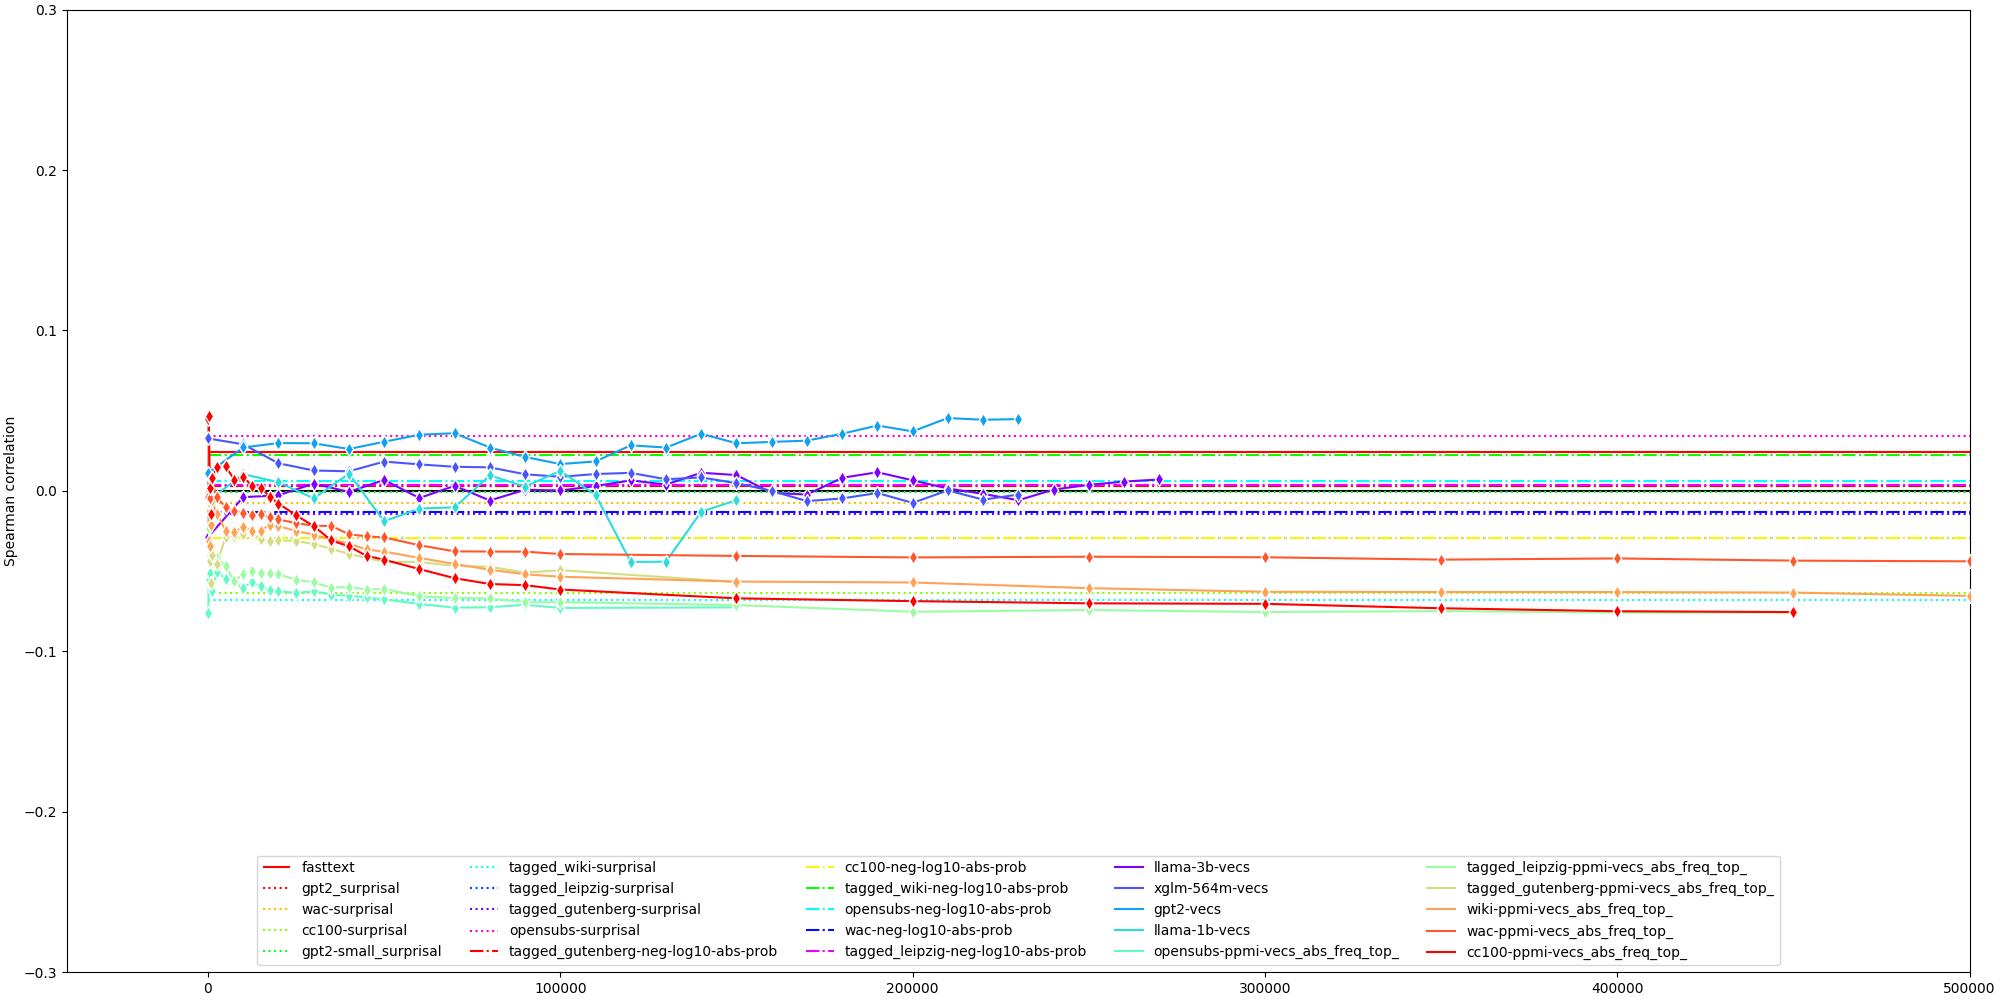 0.3
0.2
0.1
0.0
−0.1
−0.2
−0.3
Spearman correlation
fasttext
gpt2_surprisal
wac-surprisal
cc100-surprisal
gpt2-small_surprisal
tagged_wiki-surprisal
tagged_leipzig-surprisal
tagged_gutenberg-surprisal
opensubs-surprisal
tagged_gutenberg-neg-log10-abs-prob
cc100-neg-log10-abs-prob
tagged_wiki-neg-log10-abs-prob
opensubs-neg-log10-abs-prob
wac-neg-log10-abs-prob
tagged_leipzig-neg-log10-abs-prob
llama-3b-vecs
xglm-564m-vecs
gpt2-vecs
llama-1b-vecs
opensubs-ppmi-vecs_abs_freq_top_
tagged_leipzig-ppmi-vecs_abs_freq_top_
tagged_gutenberg-ppmi-vecs_abs_freq_top_
wiki-ppmi-vecs_abs_freq_top_
wac-ppmi-vecs_abs_freq_top_
cc100-ppmi-vecs_abs_freq_top_
0 100000 200000 300000 400000 500000